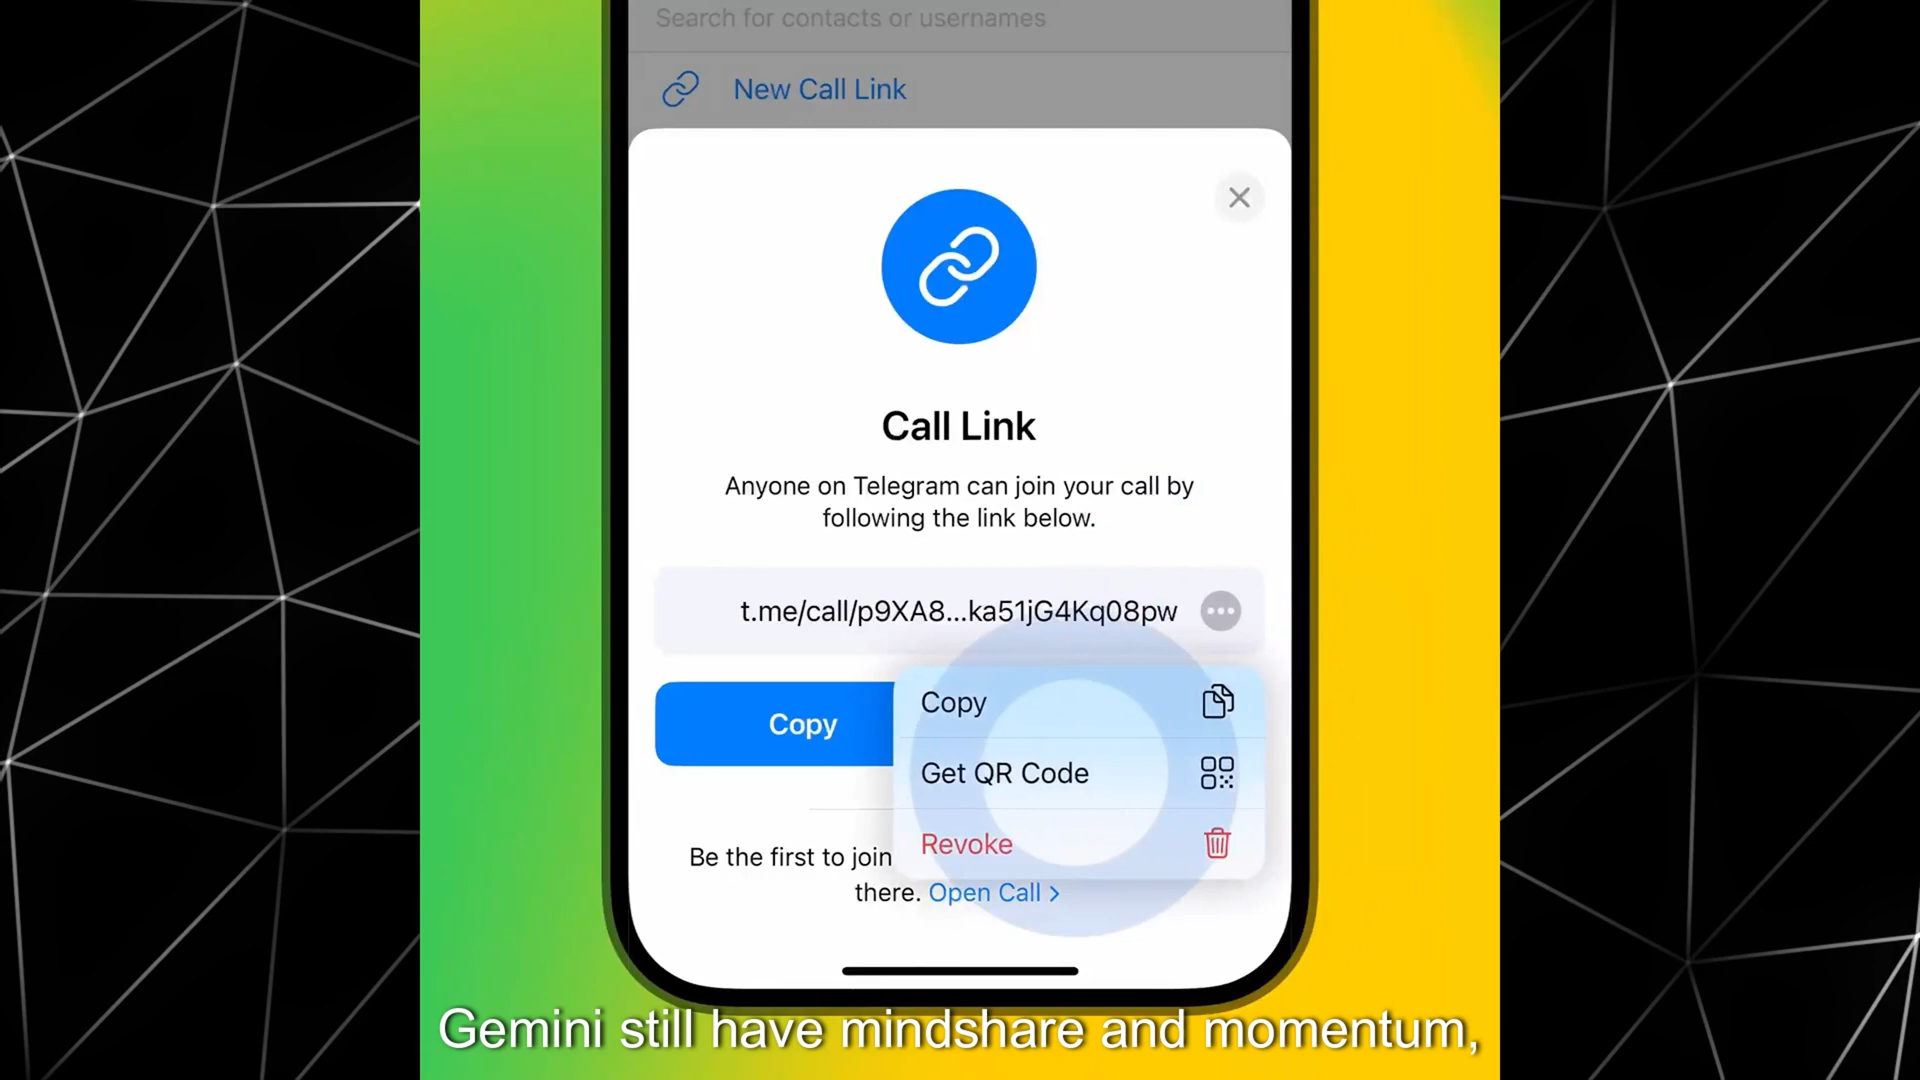 Search for contacts or usernames
New Call Link
Call Link
Anyone on Telegram can join your call by
following the link below.
t.me/call/p9XA8...ka51jG4Kq08pw
Copy
Copy
Get QR Code
Revoke
Be the first to join
there. Open Call >
Gemini still have mindshare and momentum,